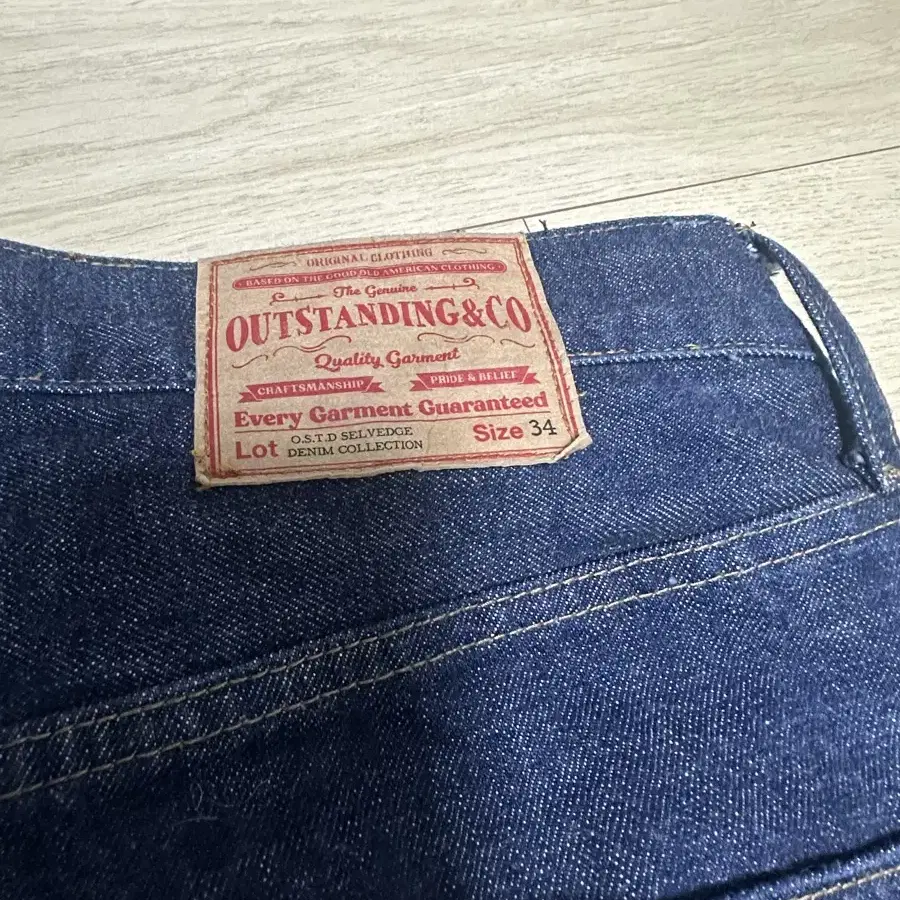 ORIGINAL CLOTHING
BASED ON THE GOOD OLD AMERICAN CLOTHING
The Genuine
OUTSTANDING&CO
Quality Garment
CRAFTSMANSHIP PRIDE & BELIEF
Every Garment Guaranteed
Lot O.S.T.D SELVEDGE
DENIM COLLECTION
Size 34